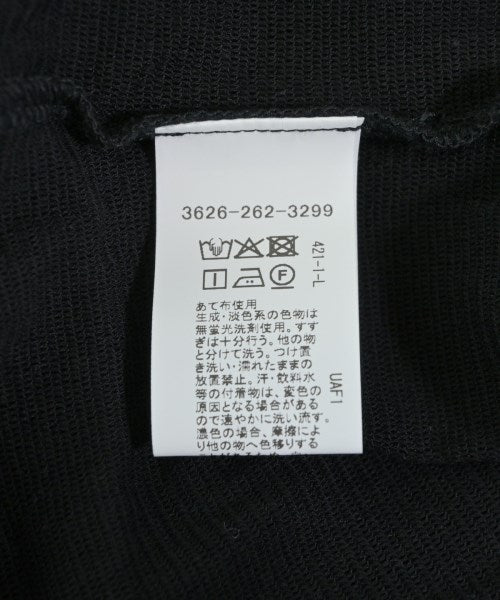 3626-262-3299
F
421-1-L
あて布使用
生成・淡色系の色物は
無蛍光洗剤使用。すす
ぎは十分行う。他の物
と分けて洗う。つけ置
き洗い・濡れたままの
放置禁止。汗・飲料水
等の付着物は、変色の
原因となる場合がある
ので速やかに洗い流す。
濃色の場合、摩擦によ
り他の物へ色移りする
UAF1